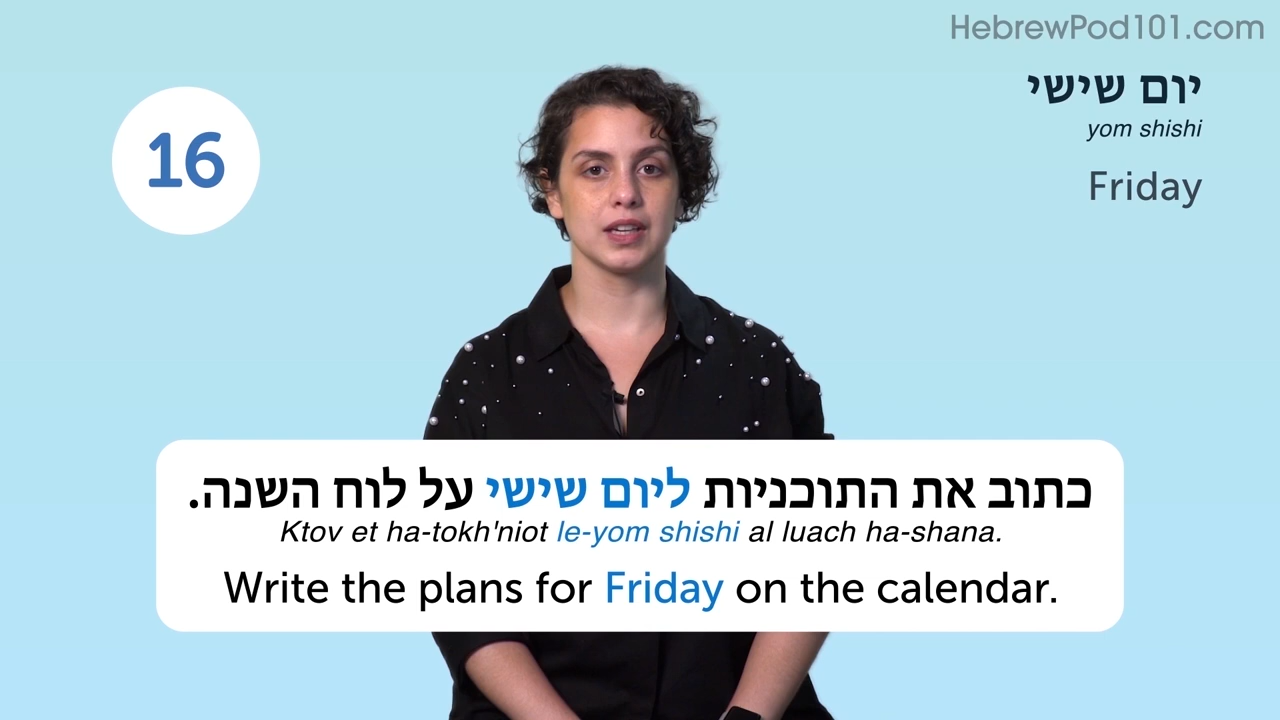 HebrewPod101.com
16
יום שישי
yom shishi
Friday
כתוב את התוכניות ליום שישי על לוח השנה.
Ktov et ha-tokh'niot le-yom shishi al luach ha-shana.
Write the plans for Friday on the calendar.